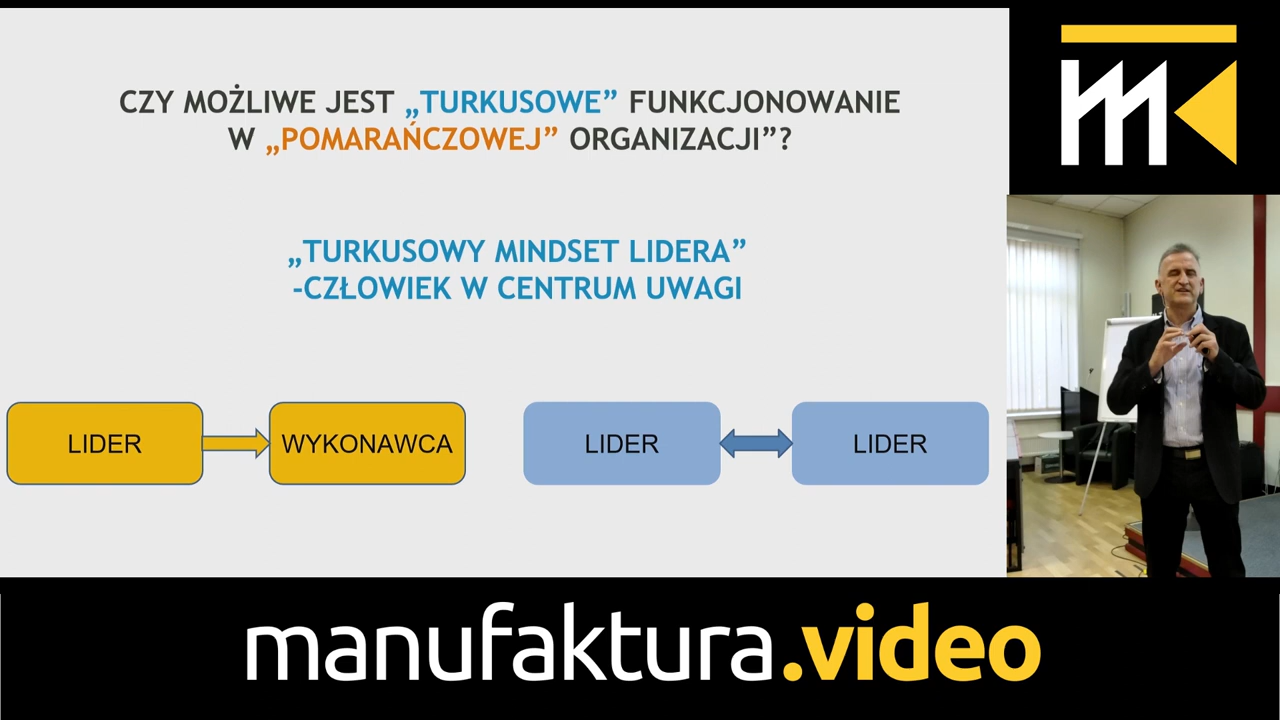 CZY MOŻLIWE JEST „TURKUSOWE” FUNKCJONOWANIE
W „POMARAŃCZOWEJ” ORGANIZACJI”?
„TURKUSOWY MINDSET LIDERA”
-CZŁOWIEK W CENTRUM UWAGI
LIDER
WYKONAWCA
LIDER
LIDER
manufaktura.video